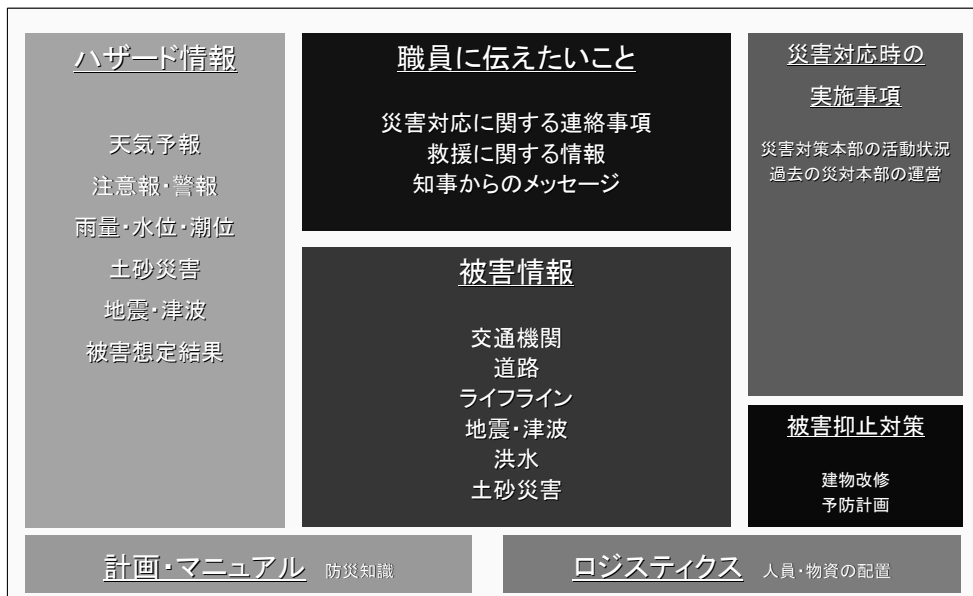 ハザード情報
天気予報
注意報・警報
雨量・水位・潮位
土砂災害
地震・津波
被害想定結果
職員に伝えたいこと
災害対応に関する連絡事項
救援に関する情報
知事からのメッセージ
被害情報
交通機関
道路
ライフライン
地震・津波
洪水
土砂災害
災害対応時の
実施事項
災害対策本部の活動状況
過去の災対本部の運営
被害抑止対策
建物改修
予防計画
計画・マニュアル 防災知識
ロジスティクス 人員・物資の配置